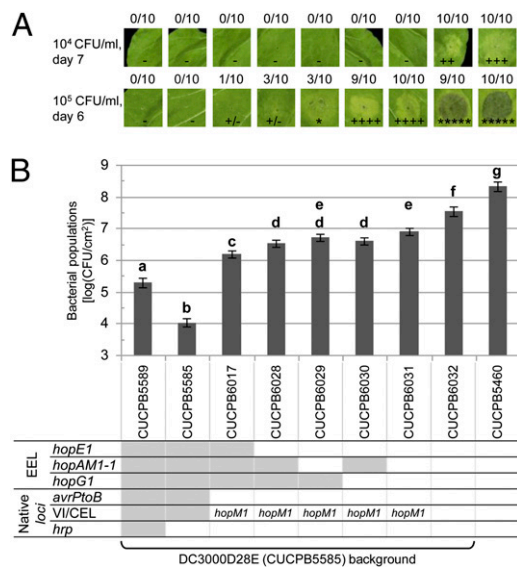 A
0/10 0/10 0/10 0/10 0/10 0/10 0/10 10/10 10/10
10⁴ CFU/ml, day 7
- - - - - - - ++ +++
0/10 0/10 1/10 3/10 3/10 9/10 10/10 9/10 10/10
10⁵ CFU/ml, day 6
- - +/- +/- * ++++ ++++ ***** *****
B
Bacterial populations
[log(CFU/cm²)]
9
8
7
6
5
4
3
a b c d e d d e f g
CUCPB5589 CUCPB5585 CUCPB6017 CUCPB6028 CUCPB6029 CUCPB6030 CUCPB6031 CUCPB6032 CUCPB5460
EEL
hopE1
hopAM1-1
hopG1
Native loci
avrPtoB
VI/CEL hopM1 hopM1 hopM1 hopM1 hopM1
hrp
DC3000D28E (CUCPB5585) background